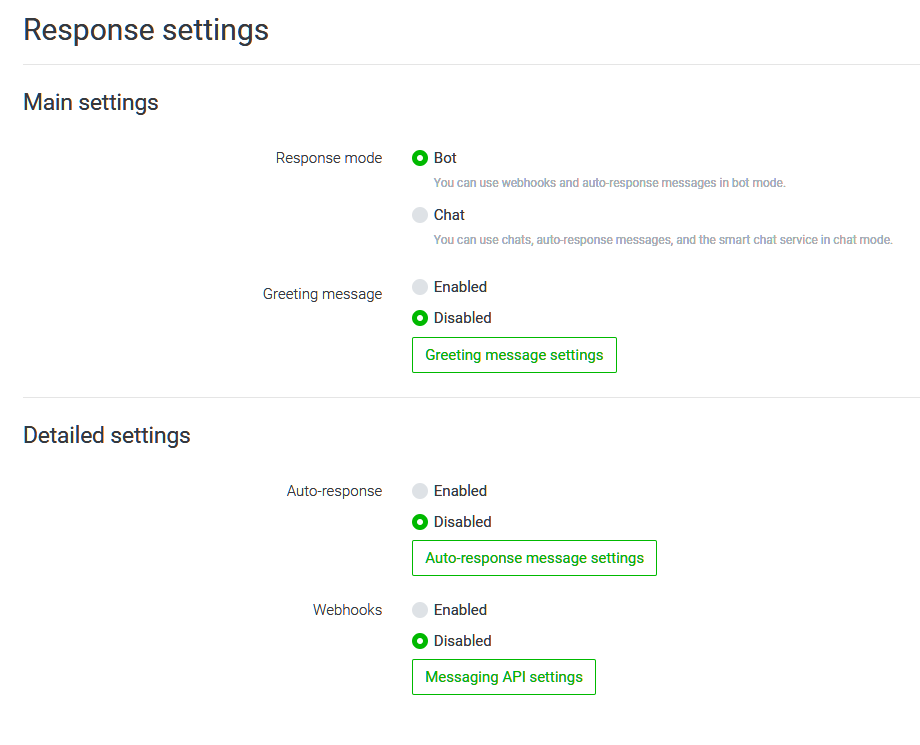 Response settings
Main settings
Response mode
Bot
You can use webhooks and auto-response messages in bot mode.
Chat
You can use chats, auto-response messages, and the smart chat service in chat mode.
Greeting message
Enabled
Disabled
Greeting message settings
Detailed settings
Auto-response
Enabled
Disabled
Auto-response message settings
Webhooks
Enabled
Disabled
Messaging API settings